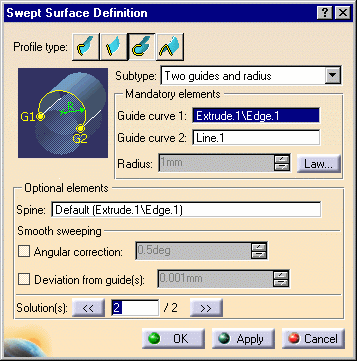 Swept Surface Definition
Profile type:
Subtype: Two guides and radius
Mandatory elements
Guide curve 1: Extrude.1\Edge.1
Guide curve 2: Line.1
Radius: 1mm Law...
G1 R G2
Optional elements
Spine: Default (Extrude.1\Edge.1)
Smooth sweeping
Angular correction: 0.5deg
Deviation from guide(s): 0.001mm
Solution(s): << 2 / 2 >>
OK Apply Cancel